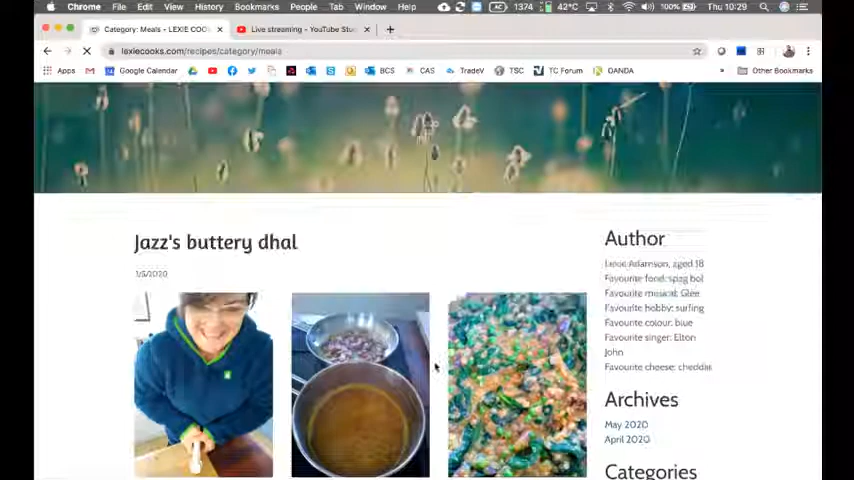 Chrome File Edit View History Bookmarks People Tab Window Help 1374 42°C 100% Thu 10:29
Category: Meals - LEXIE COO Live streaming - YouTube Stu
lexiecooks.com/recipes/category/meals
Apps Google Calendar BCS CAS TradeV TSC TC Forum OANDA » Other Bookmarks
Jazz's buttery dhal
1/5/2020
Author
Lexie Adamson, aged 18
Favourite food: spag bol
Favourite musical: Glee
Favourite hobby: surfing
Favourite colour: blue
Favourite singer: Elton
John
Favourite cheese: cheddar
Archives
May 2020
April 2020
Categories